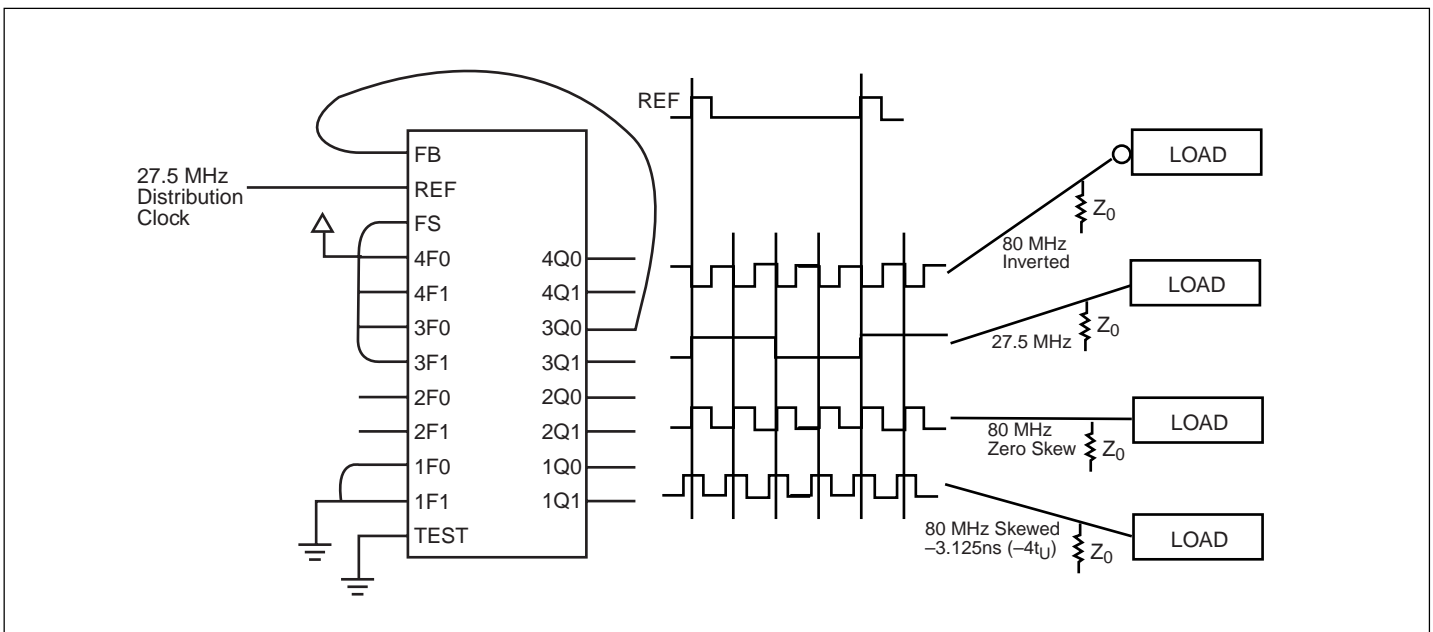 REF
27.5 MHz
Distribution
Clock
FB
REF
FS
4F0
4F1
3F0
3F1
2F0
2F1
1F0
1F1
TEST
4Q0
4Q1
3Q0
3Q1
2Q0
2Q1
1Q0
1Q1
LOAD
Z0
80 MHz
Inverted
LOAD
Z0
27.5 MHz
LOAD
80 MHz
Zero Skew
Z0
80 MHz Skewed
–3.125ns (–4tU)
Z0
LOAD